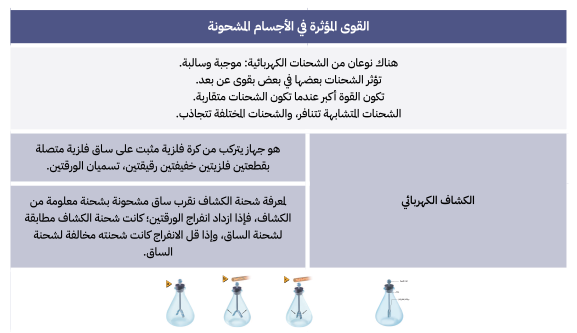 القوى المؤثرة في الأجسام المشحونة
هناك نوعان من الشحنات الكهربائية: موجبة وسالبة.
تؤثر الشحنات بعضها في بعض بقوى عن بعد.
تكون القوة أكبر عندما تكون الشحنات متقاربة.
الشحنات المتشابهة تتنافر، والشحنات المختلفة تتجاذب.
الكشاف الكهربائي
هو جهاز يتركب من كرة فلزية مثبت على ساق فلزية متصلة
بقطعتين فلزيتين خفيفتين رقيقتين، تسميان الورقتين.
لمعرفة شحنة الكشاف نقرب ساق مشحونة بشحنة معلومة من
الكشاف، فإذا ازداد انفراج الورقتين؛ كانت شحنة الكشاف مطابقة
لشحنة الساق، وإذا قل الانفراج كانت شحنته مخالفة لشحنة
الساق.